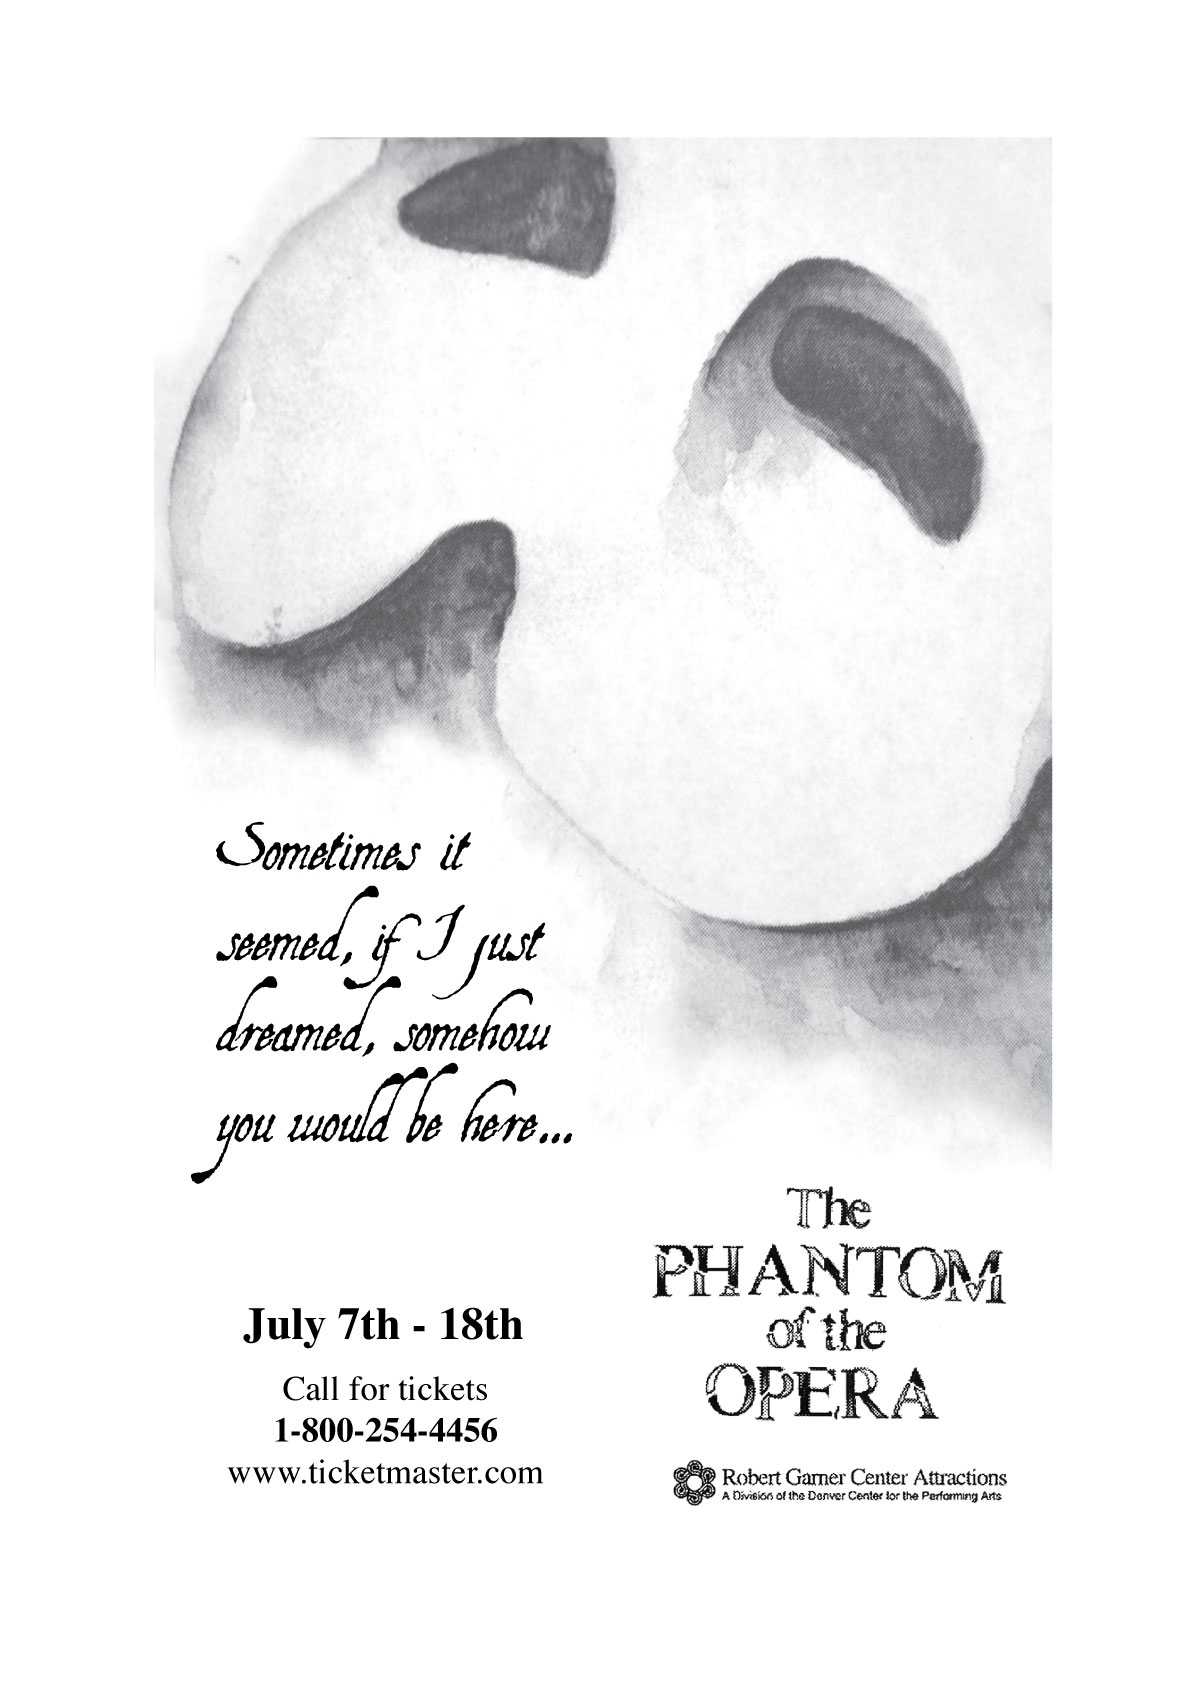 Sometimes it
seemed, if I just
dreamed, somehow
you would be here...
July 7th - 18th
Call for tickets
1-800-254-4456
www.ticketmaster.com
The
PHANTOM
of the
OPERA
Robert Garner Center Attractions
A Division of the Denver Center for the Performing Arts